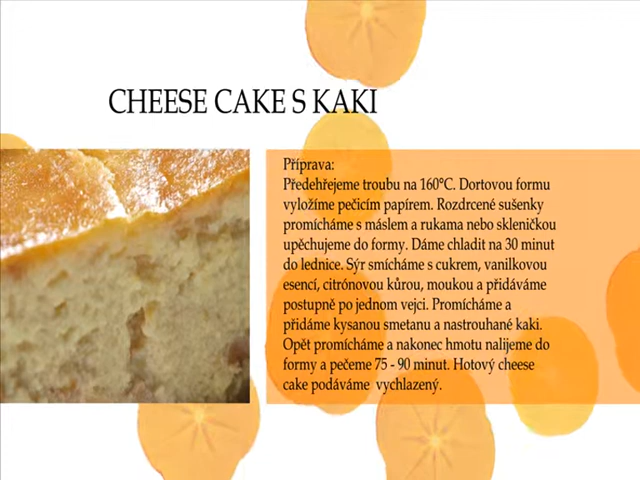 CHEESE CAKE S KAKI
Příprava:
Předehřejeme troubu na 160°C. Dortovou formu
vyložíme pečicím papírem. Rozdrcené sušenky
promícháme s máslem a rukama nebo skleničkou
upěchujeme do formy. Dáme chladit na 30 minut
do lednice. Sýr smícháme s cukrem, vanilkovou
esencí, citrónovou kůrou, moukou a přidáváme
postupně po jednom vejci. Promícháme a
přidáme kysanou smetanu a nastrouhané kaki.
Opět promícháme a nakonec hmotu nalijeme do
formy a pečeme 75 - 90 minut. Hotový cheese
cake podáváme vychlazený.